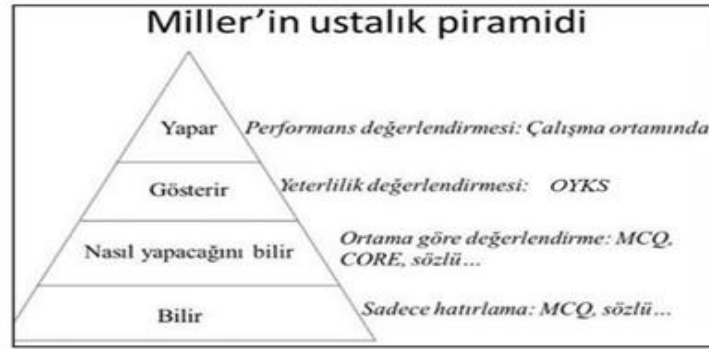 Miller’in ustalık piramidi
Yapar
Performans değerlendirmesi: Çalışma ortamında
Gösterir
Yeterlilik değerlendirmesi: OYKS
Nasıl yapacağını bilir
Ortama göre değerlendirme: MCQ,
CORE, sözlü...
Bilir
Sadece hatırlama: MCQ, sözlü...